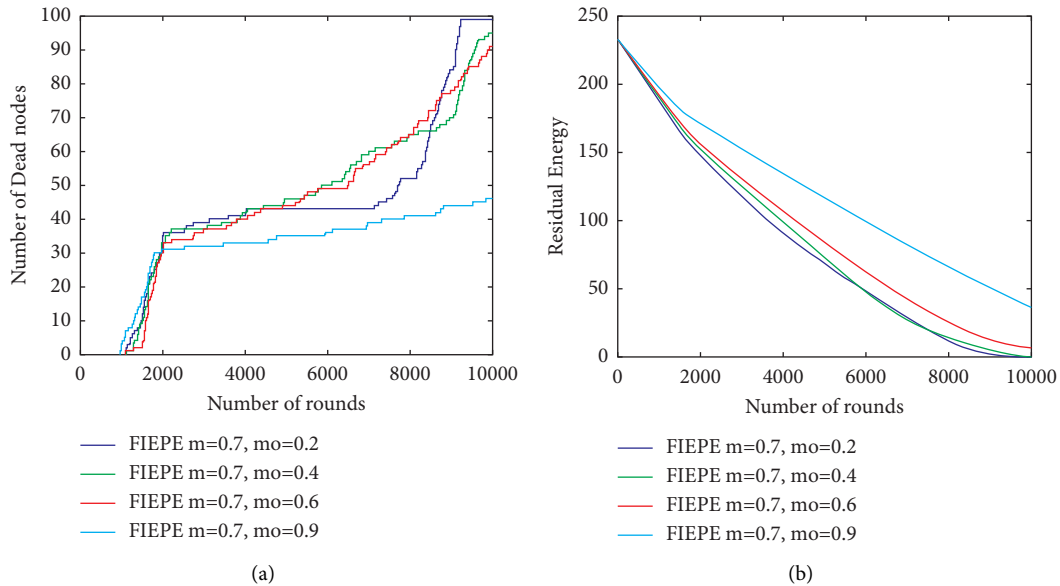 100
90
80
70
60
50
40
30
20
10
0
Number of Dead nodes
0 2000 4000 6000 8000 10000
Number of rounds
FIEPE m=0.7, mo=0.2
FIEPE m=0.7, mo=0.4
FIEPE m=0.7, mo=0.6
FIEPE m=0.7, mo=0.9
(a)
250
200
150
100
50
0
Residual Energy
0 2000 4000 6000 8000 10000
Number of rounds
FIEPE m=0.7, mo=0.2
FIEPE m=0.7, mo=0.4
FIEPE m=0.7, mo=0.6
FIEPE m=0.7, mo=0.9
(b)